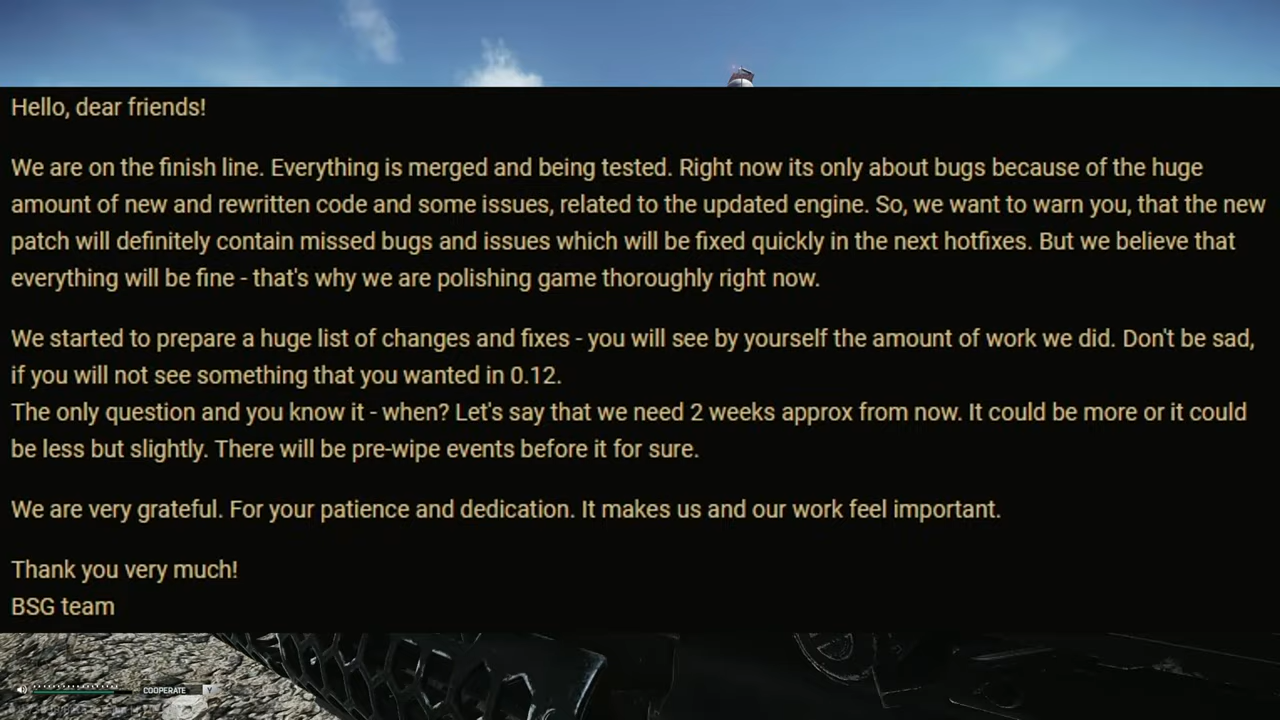 Hello, dear friends!
We are on the finish line. Everything is merged and being tested. Right now its only about bugs because of the huge
amount of new and rewritten code and some issues, related to the updated engine. So, we want to warn you, that the new
patch will definitely contain missed bugs and issues which will be fixed quickly in the next hotfixes. But we believe that
everything will be fine - that's why we are polishing game thoroughly right now.
We started to prepare a huge list of changes and fixes - you will see by yourself the amount of work we did. Don't be sad,
if you will not see something that you wanted in 0.12.
The only question and you know it - when? Let's say that we need 2 weeks approx from now. It could be more or it could
be less but slightly. There will be pre-wipe events before it for sure.
We are very grateful. For your patience and dedication. It makes us and our work feel important.
Thank you very much!
BSG team
COOPERATE Y